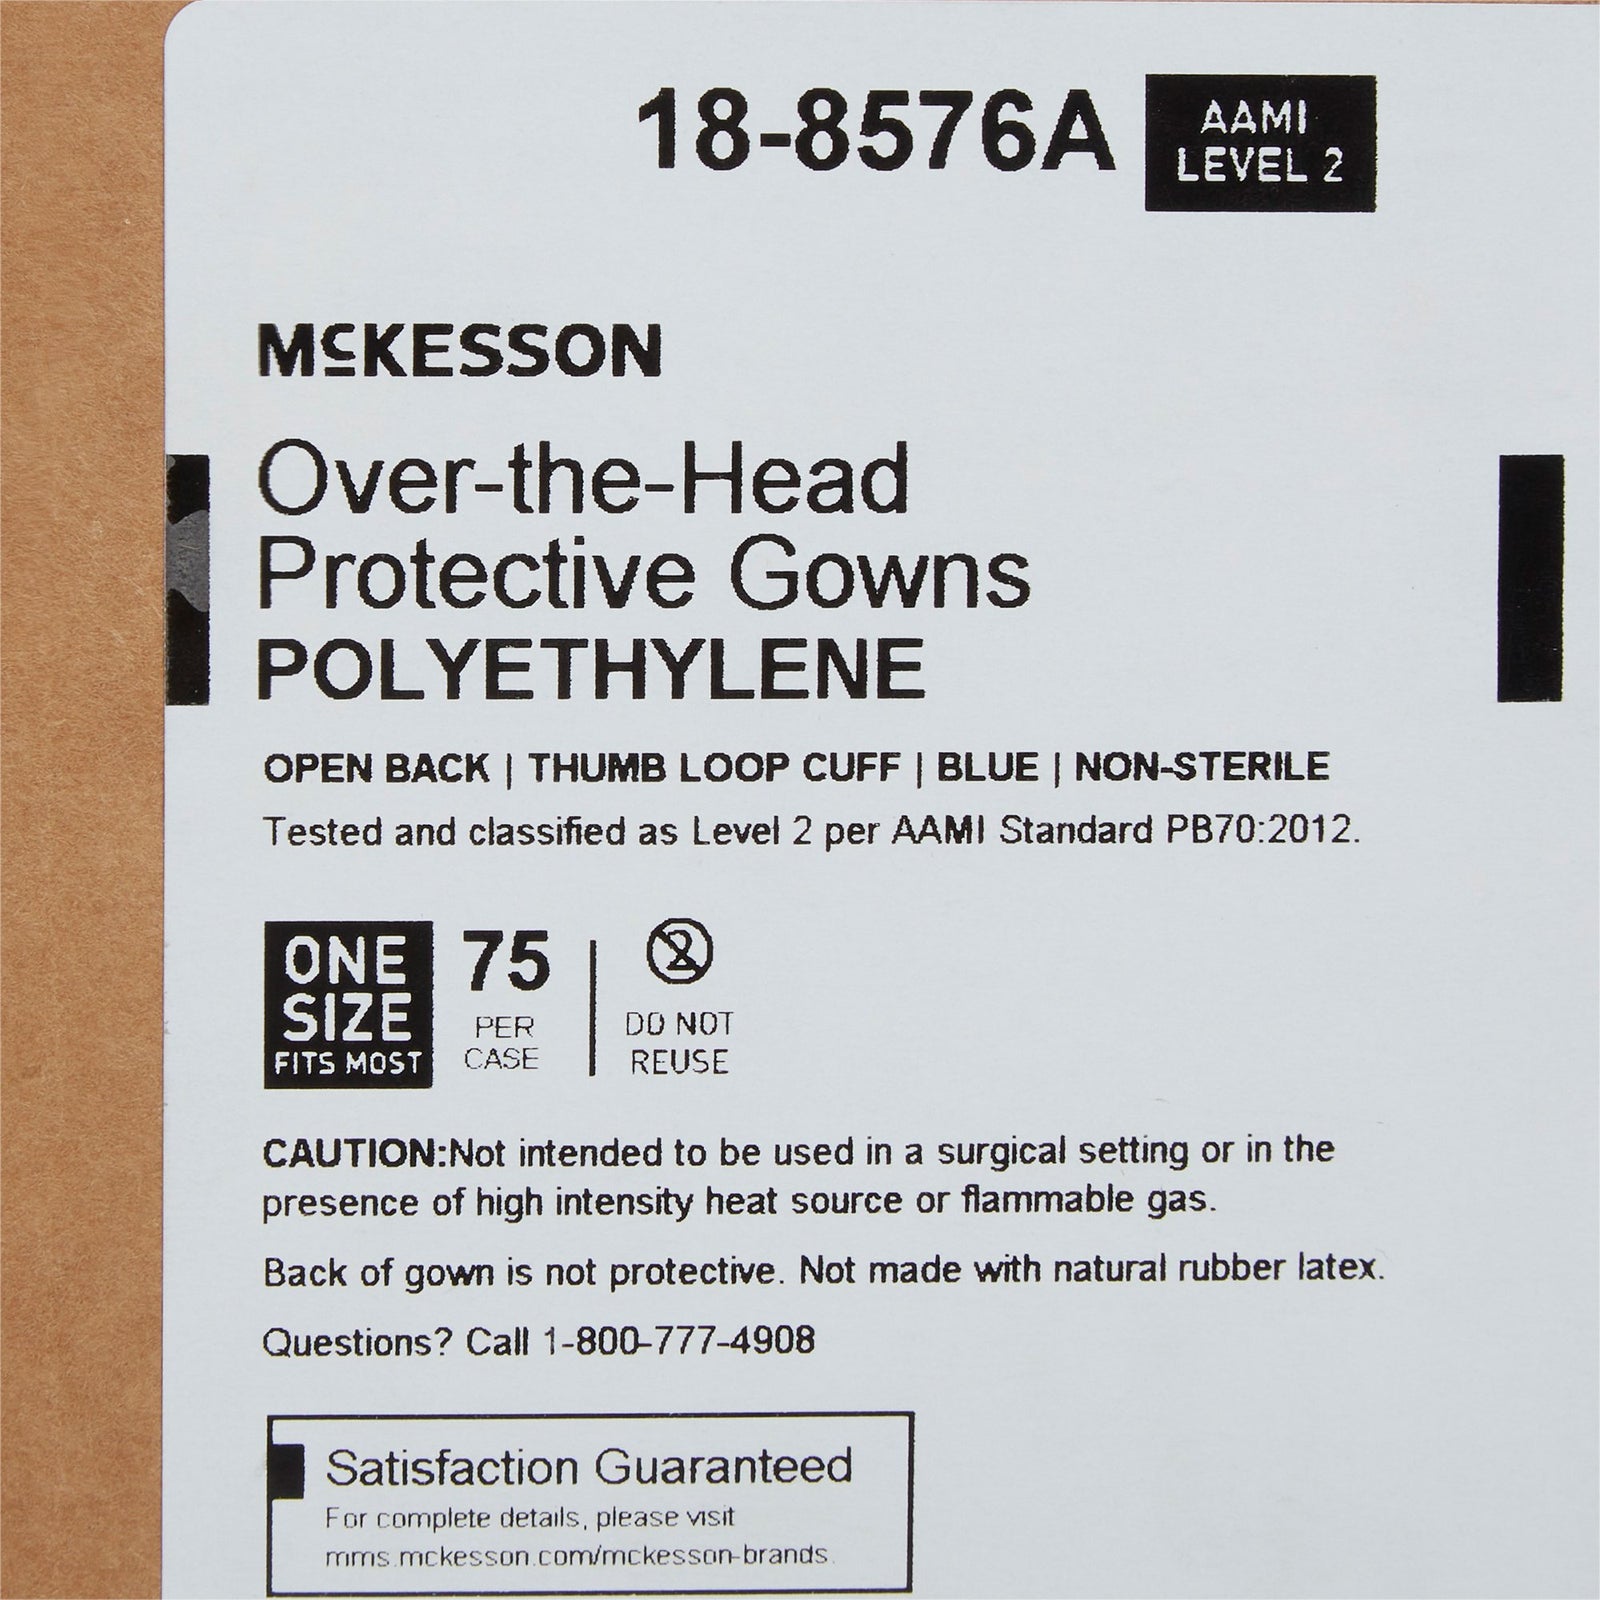 18-8576A
AAMI
LEVEL 2
MCKESSON
Over-the-Head
Protective Gowns
POLYETHYLENE
OPEN BACK | THUMB LOOP CUFF | BLUE | NON-STERILE
Tested and classified as Level 2 per AAMI Standard PB70:2012.
ONE
SIZE
FITS MOST
75
PER
CASE
2
DO NOT
REUSE
CAUTION:Not intended to be used in a surgical setting or in the
presence of high intensity heat source or flammable gas.
Back of gown is not protective. Not made with natural rubber latex.
Questions? Call 1-800-777-4908
Satisfaction Guaranteed
For complete details, please visit
mms.mckesson.com/mckesson-brands.